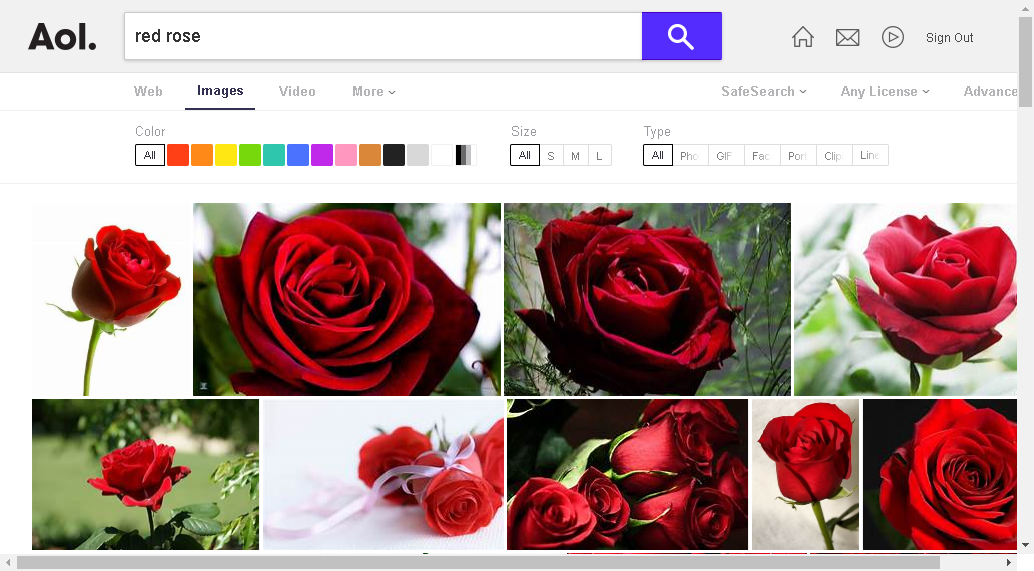 Aol.
red rose
Sign Out
Web Images Video More
SafeSearch Any License Advance
Color Size Type
All All S M L All Pho GIF Fac Por Clip Line